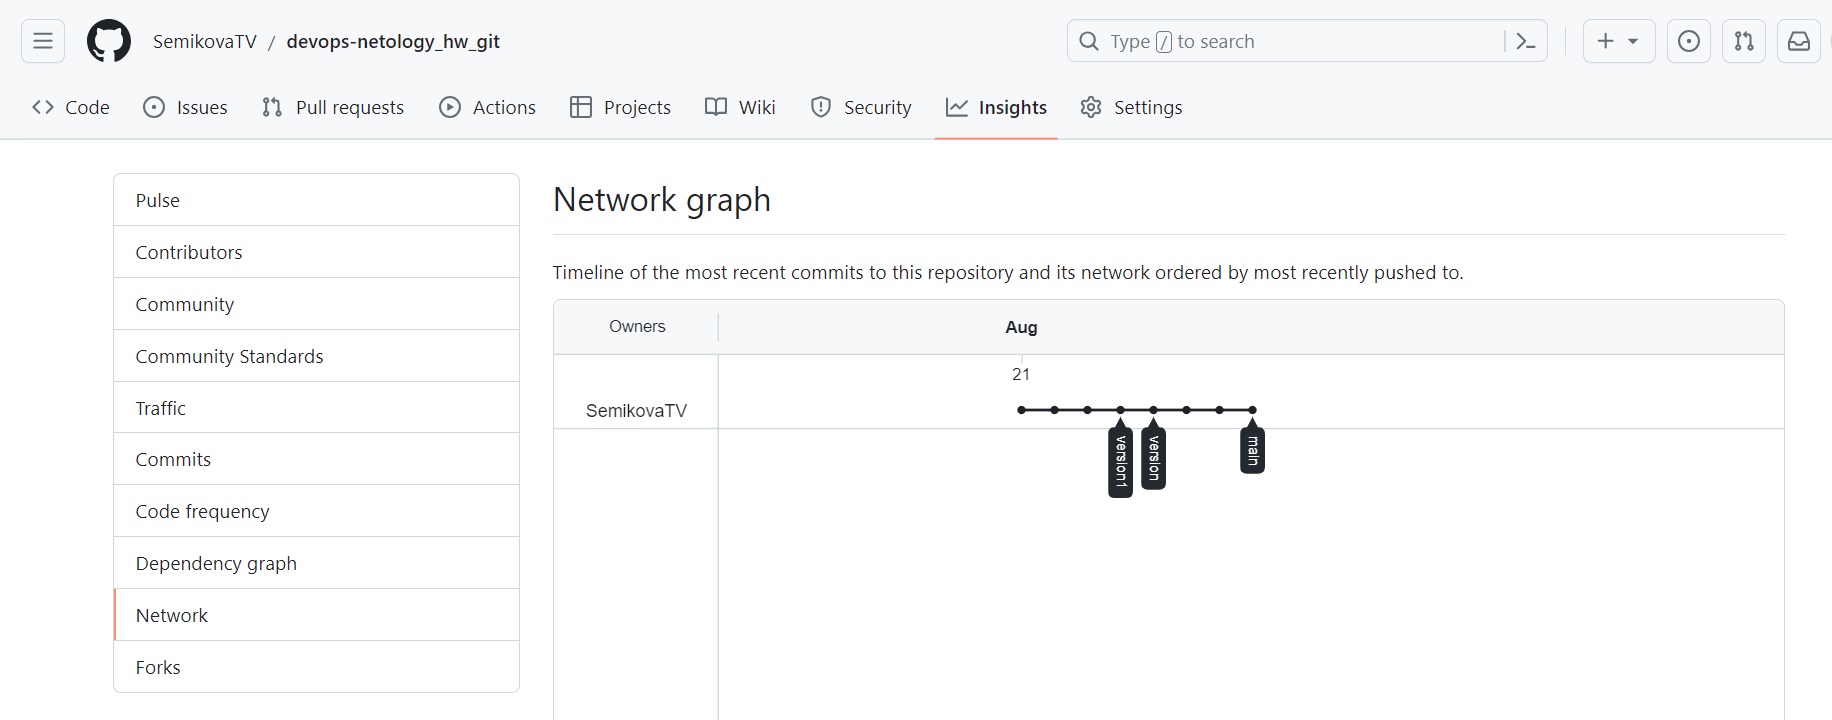 SemikovaTV / devops-netology_hw_git
Type / to search
Code
Issues
Pull requests
Actions
Projects
Wiki
Security
Insights
Settings
Pulse
Contributors
Community
Community Standards
Traffic
Commits
Code frequency
Dependency graph
Network
Forks
Network graph
Timeline of the most recent commits to this repository and its network ordered by most recently pushed to.
Owners
Aug
21
SemikovaTV
version1
version
main